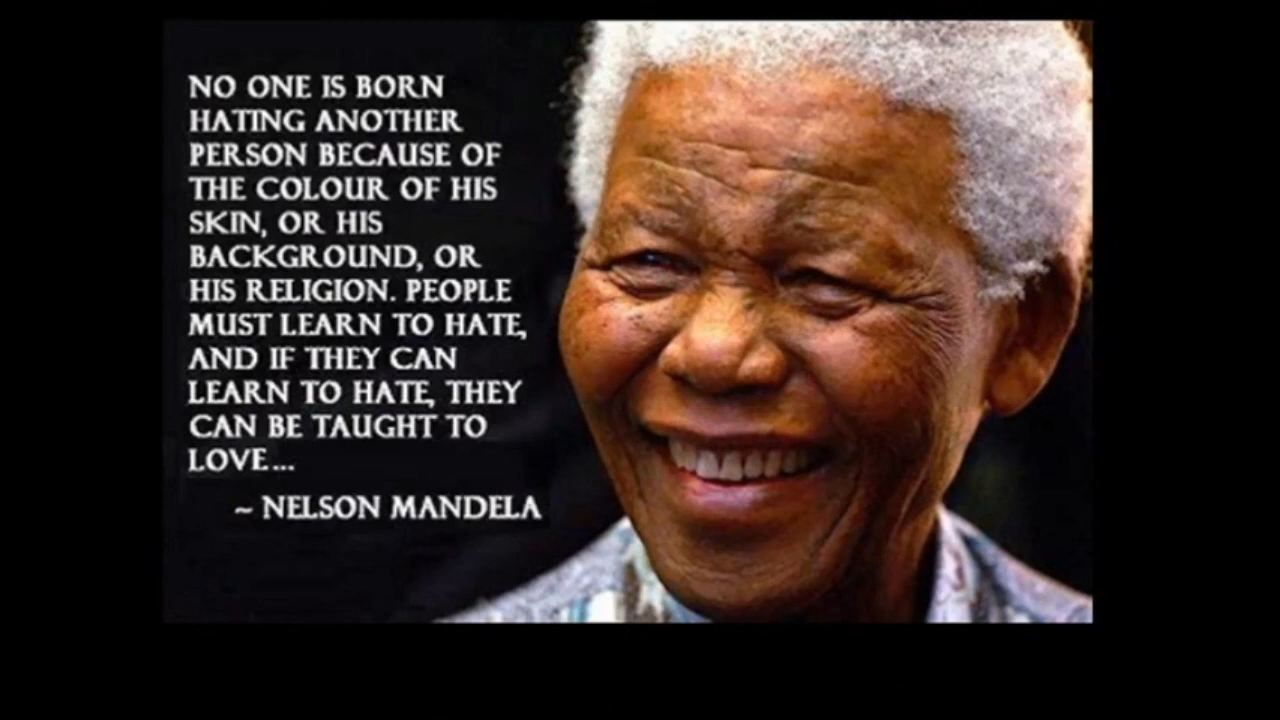 NO ONE IS BORN
HATING ANOTHER
PERSON BECAUSE OF
THE COLOUR OF HIS
SKIN, OR HIS
BACKGROUND, OR
HIS RELIGION. PEOPLE
MUST LEARN TO HATE,
AND IF THEY CAN
LEARN TO HATE, THEY
CAN BE TAUGHT TO
LOVE...
~ NELSON MANDELA